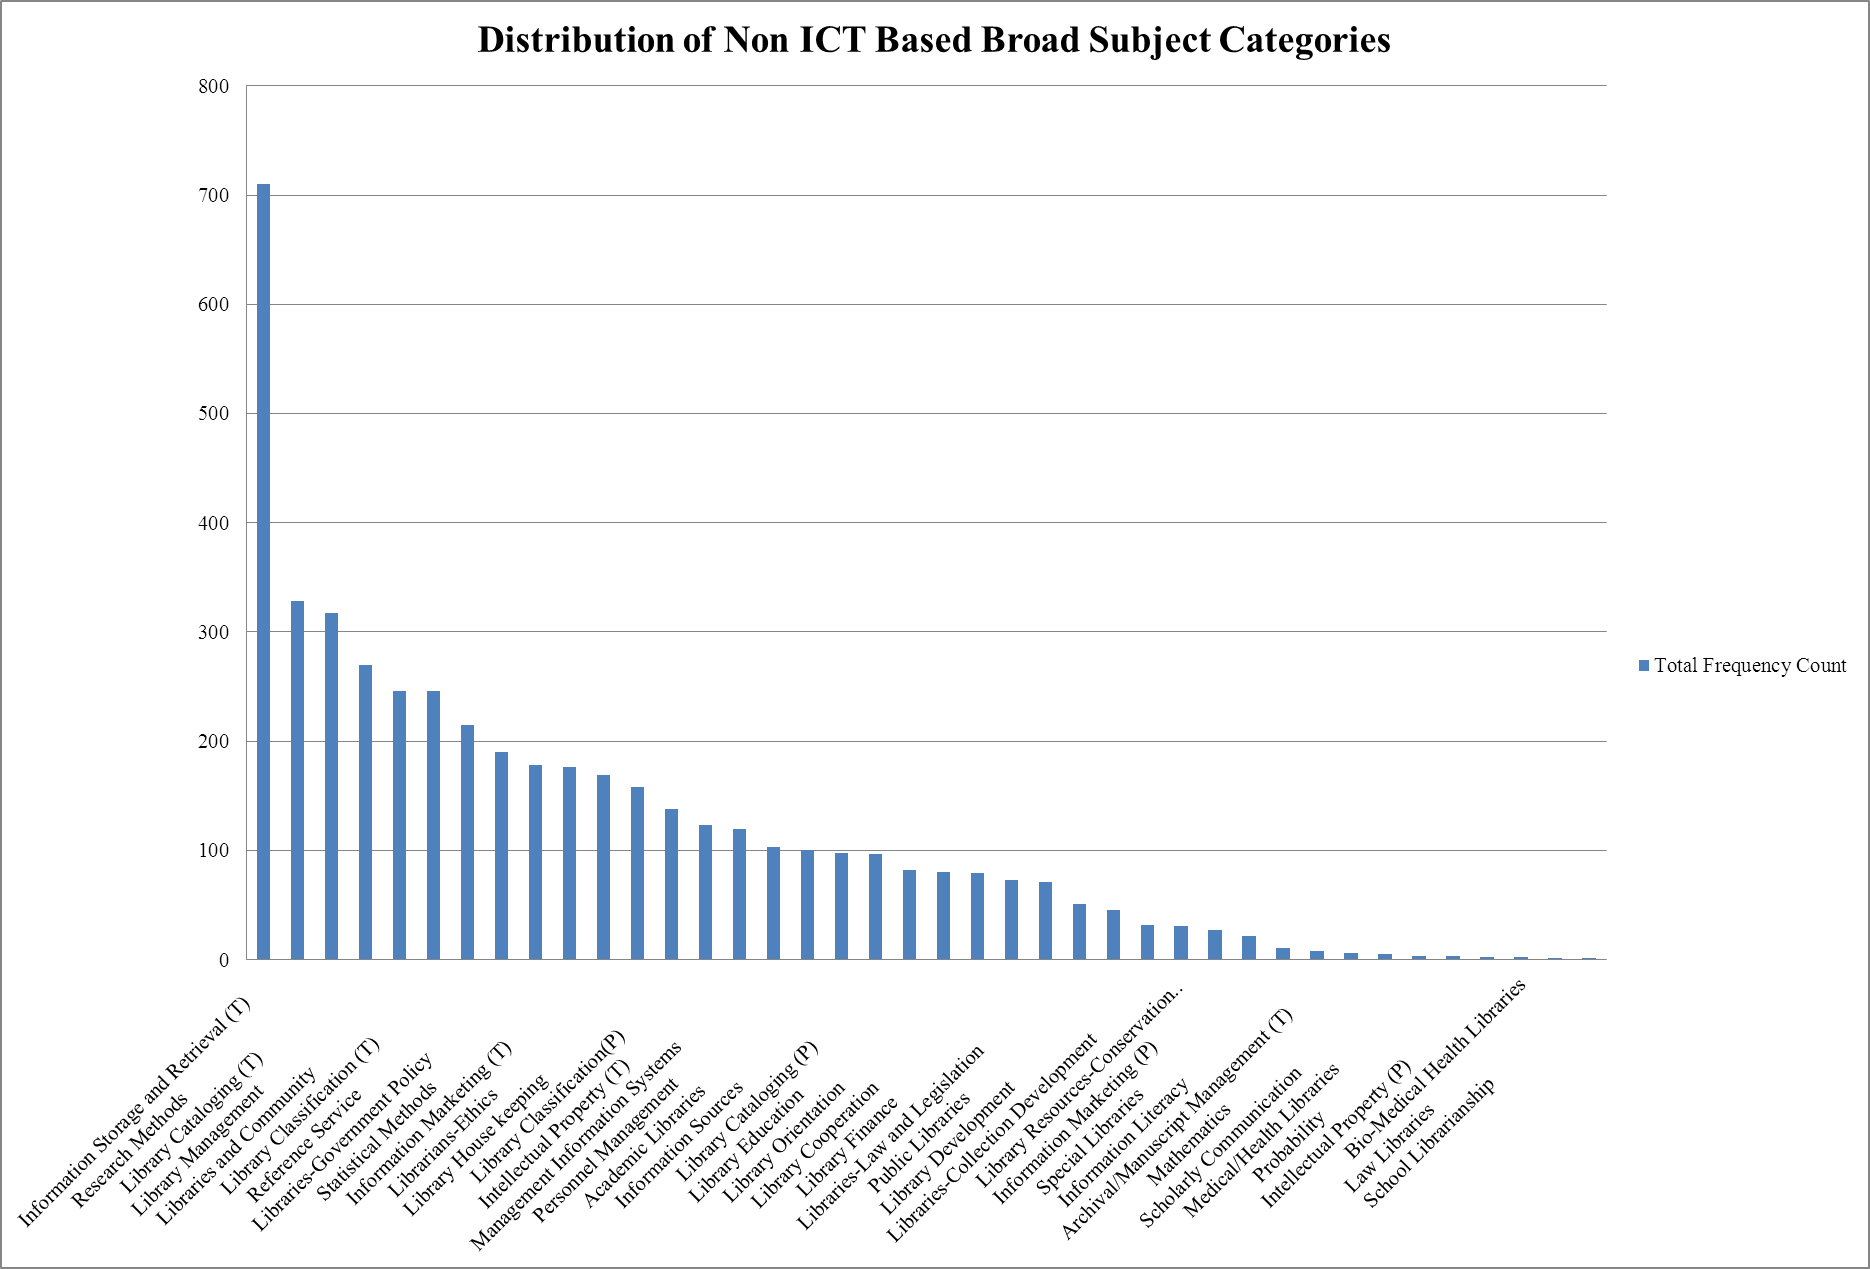 Distribution of Non ICT Based Broad Subject Categories
800
700
600
500
400
300
200
100
0
Total Frequency Count
Information Storage and Retrieval (T)
Research Methods
Library Cataloging (T)
Library Management
Libraries and Community
Library Classification (T)
Reference Service
Libraries-Government Policy
Statistical Methods
Information Marketing (T)
Librarians-Ethics
Library House keeping
Library Classification(P)
Intellectual Property (T)
Management Information Systems
Personnel Management
Academic Libraries
Information Sources
Library Cataloging (P)
Library Education
Library Orientation
Library Cooperation
Library Finance
Libraries-Law and Legislation
Public Libraries
Library Development
Libraries-Collection Development
Library Resources-Conservation..
Information Marketing (P)
Special Libraries
Information Literacy
Archival/Manuscript Management (T)
Mathematics
Scholarly Communication
Medical/Health Libraries
Probability
Intellectual Property (P)
Bio-Medical Health Libraries
Law Libraries
School Librarianship